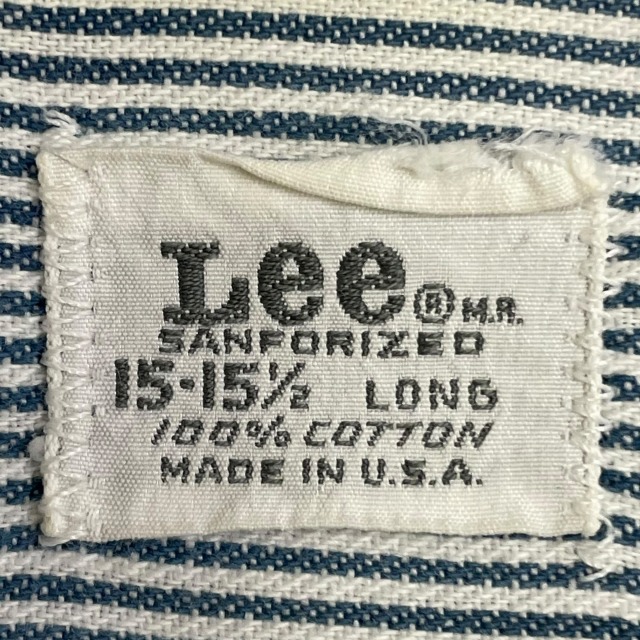 Lee ® M.R.
SANFORIZED
15-15½ LONG
100% COTTON
MADE IN U.S.A.